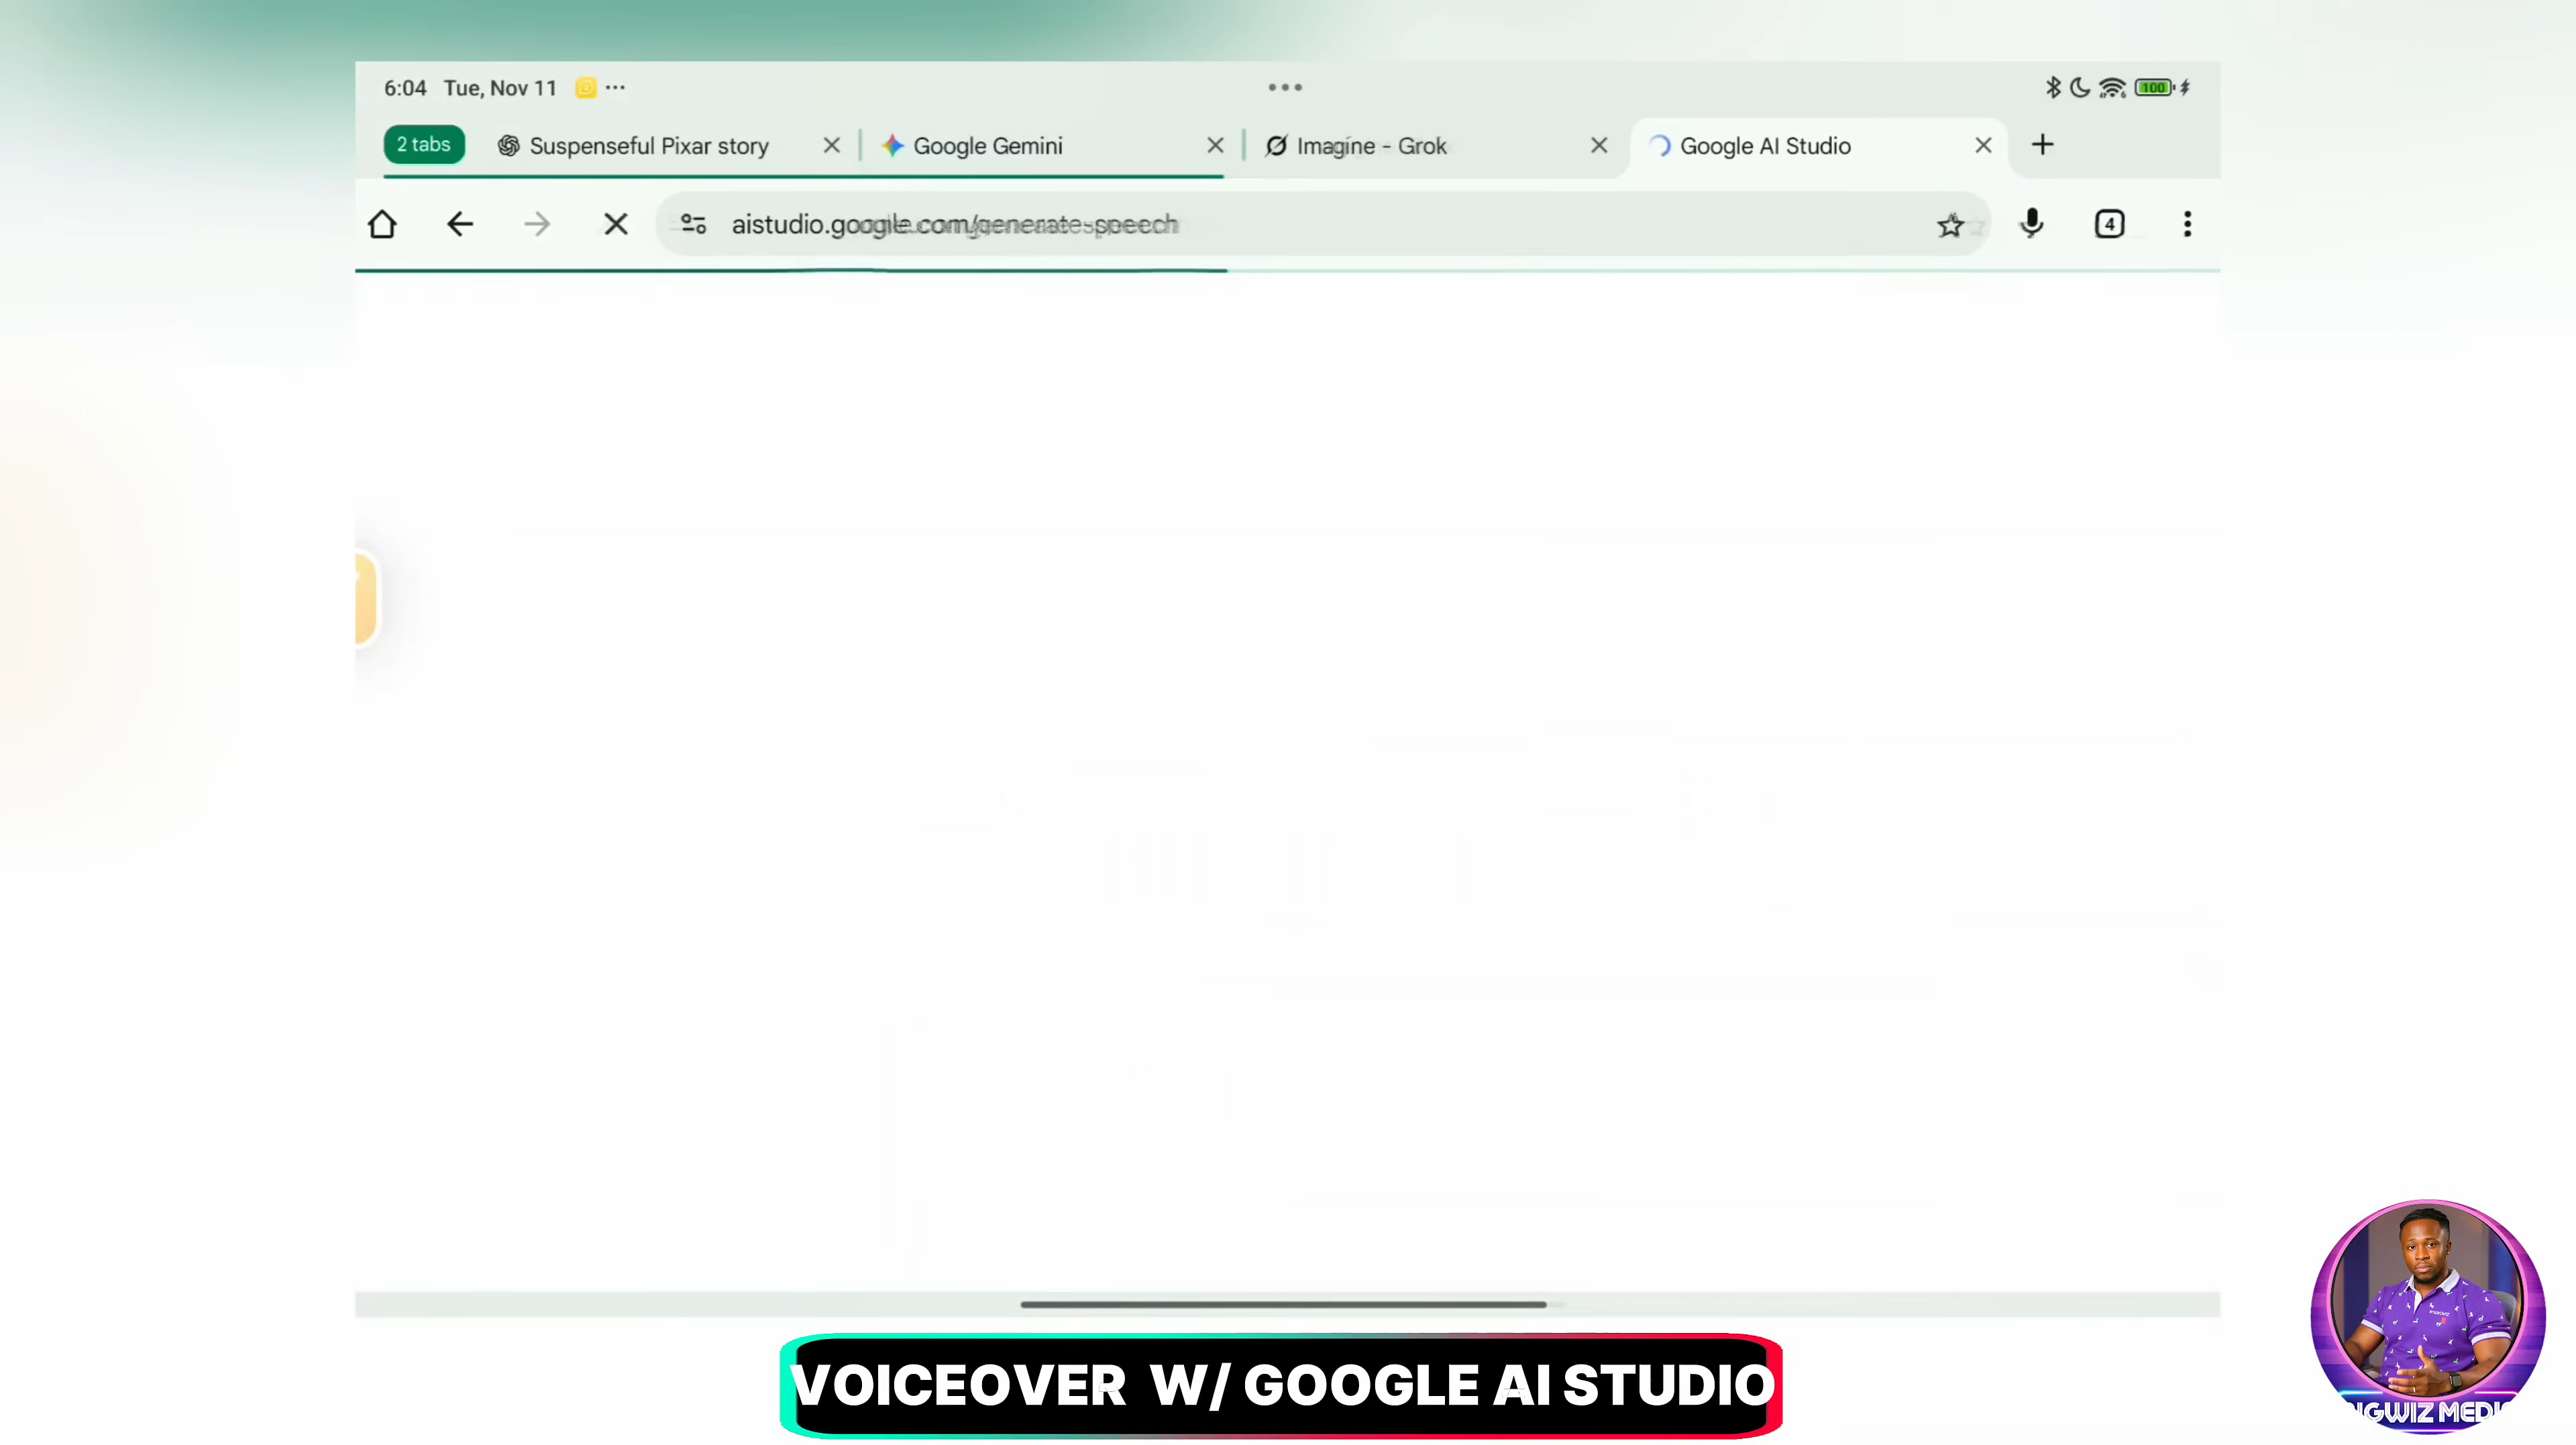 6:04 Tue, Nov 11 ... 100
2 tabs Suspenseful Pixar story Google Gemini Imagine - Grok Google AI Studio
aistudio.google.com/generate-speech 4
VOICEOVER W/ GOOGLE AI STUDIO